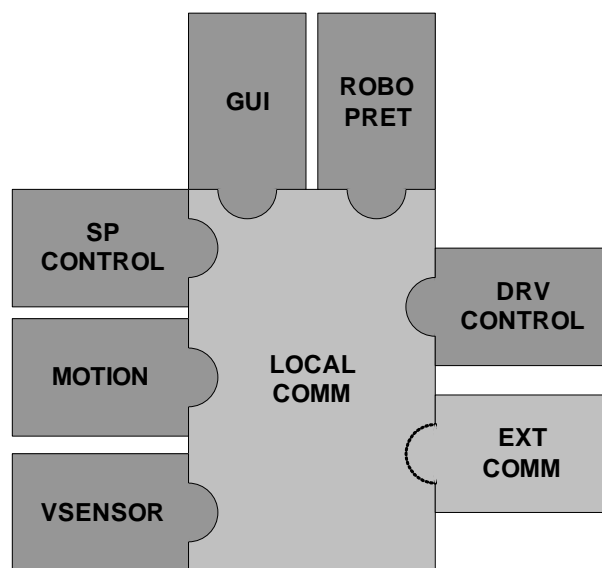 GUI
ROBO
PRET
SP
CONTROL
DRV
CONTROL
MOTION
LOCAL
COMM
EXT
COMM
VSENSOR